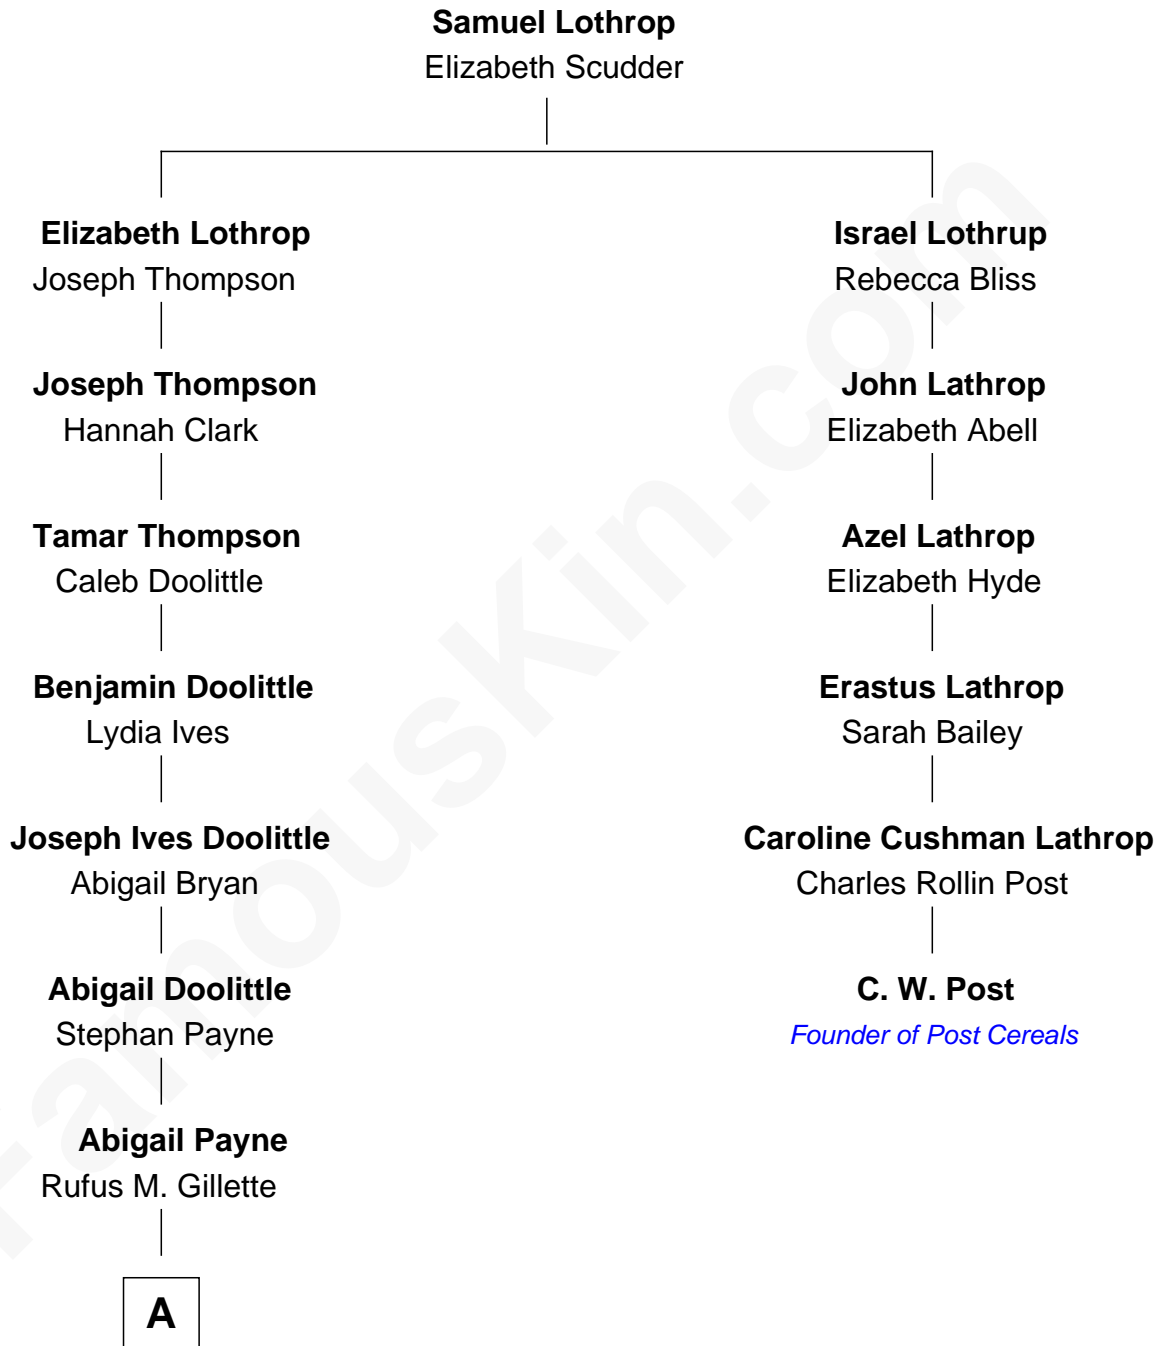 Samuel Lothrop
Elizabeth Scudder
Elizabeth Lothrop
Joseph Thompson
Israel Lothrup
Rebecca Bliss
Joseph Thompson
Hannah Clark
John Lathrop
Elizabeth Abell
Tamar Thompson
Caleb Doolittle
Azel Lathrop
Elizabeth Hyde
Benjamin Doolittle
Lydia Ives
Erastus Lathrop
Sarah Bailey
Joseph Ives Doolittle
Abigail Bryan
Caroline Cushman Lathrop
Charles Rollin Post
Abigail Doolittle
Stephan Payne
C. W. Post
Founder of Post Cereals
Abigail Payne
Rufus M. Gillette
A
FamousKin.com